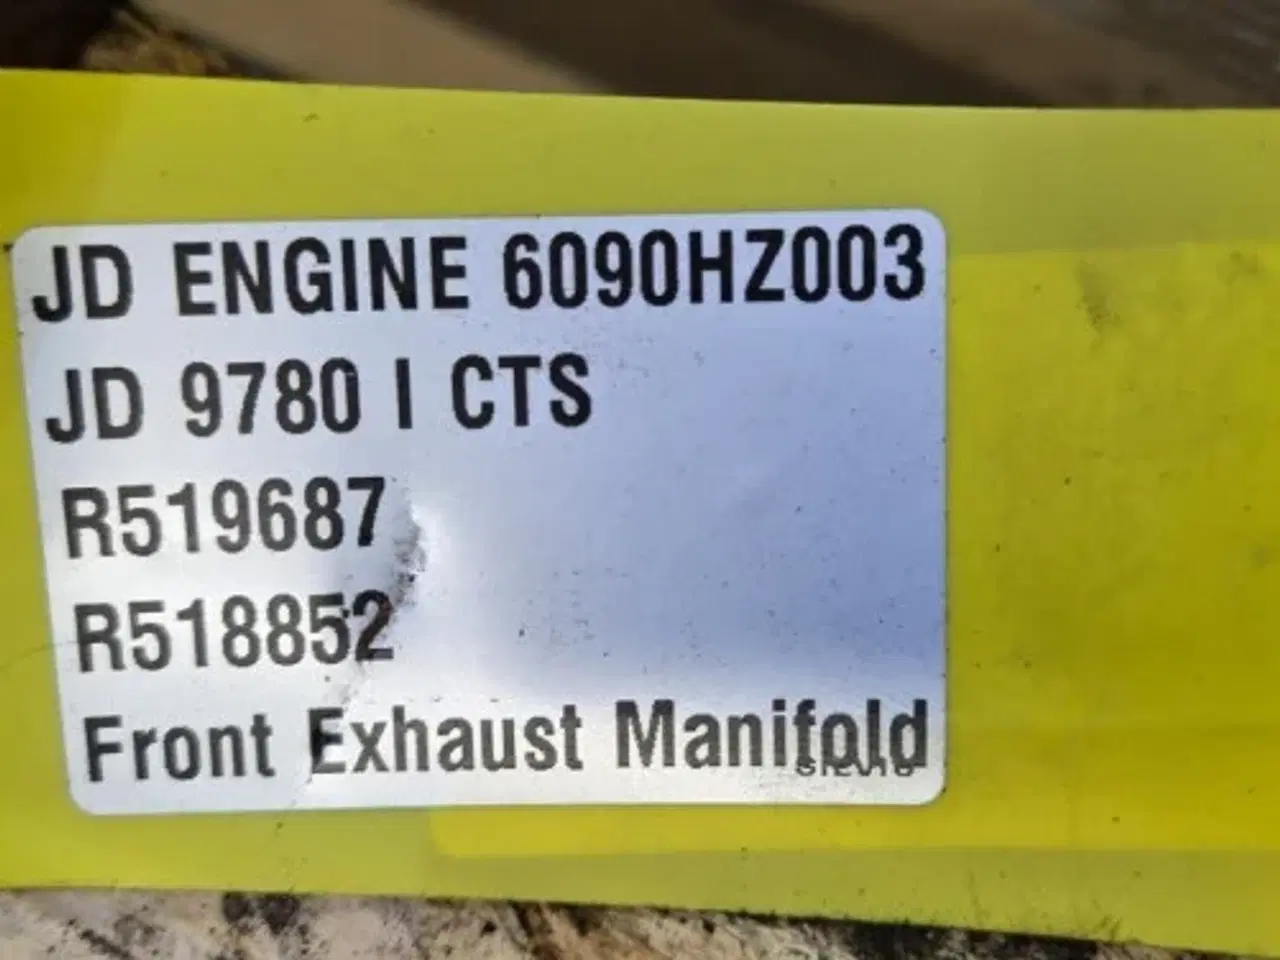 JD ENGINE 6090HZ003
JD 9780 I CTS
R519687
R518852
Front Exhaust Manifold